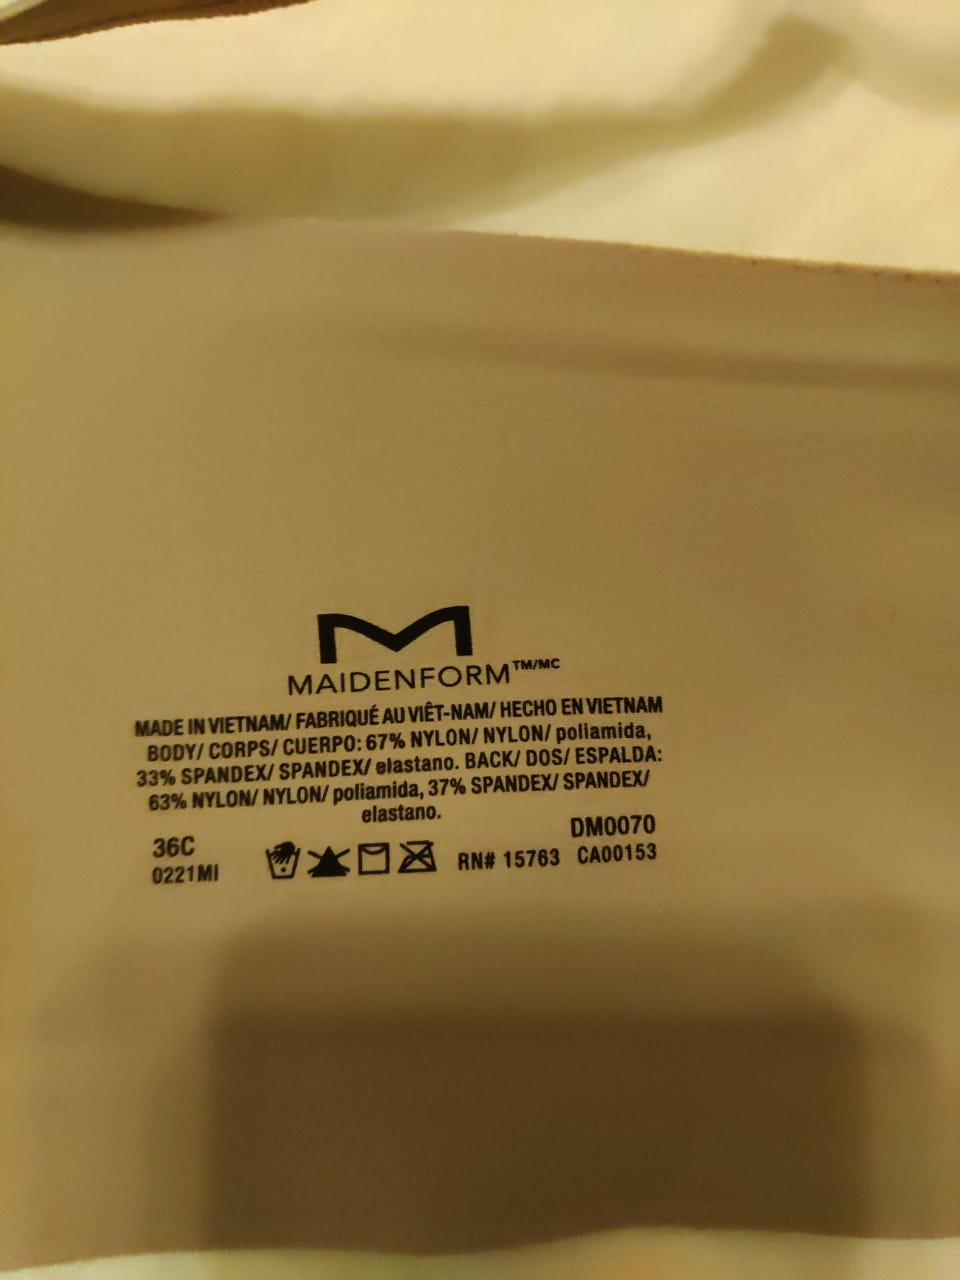 MAIDENFORM™/MC
MADE IN VIETNAM/ FABRIQUÉ AU VIÊT-NAM/ HECHO EN VIETNAM
BODY/ CORPS/ CUERPO: 67% NYLON/ NYLON/ poliamida,
33% SPANDEX/ SPANDEX/ elastano. BACK/ DOS/ ESPALDA:
63% NYLON/ NYLON/ poliamida, 37% SPANDEX/ SPANDEX/
elastano.
36C DM0070
0221MI RN# 15763 CA00153